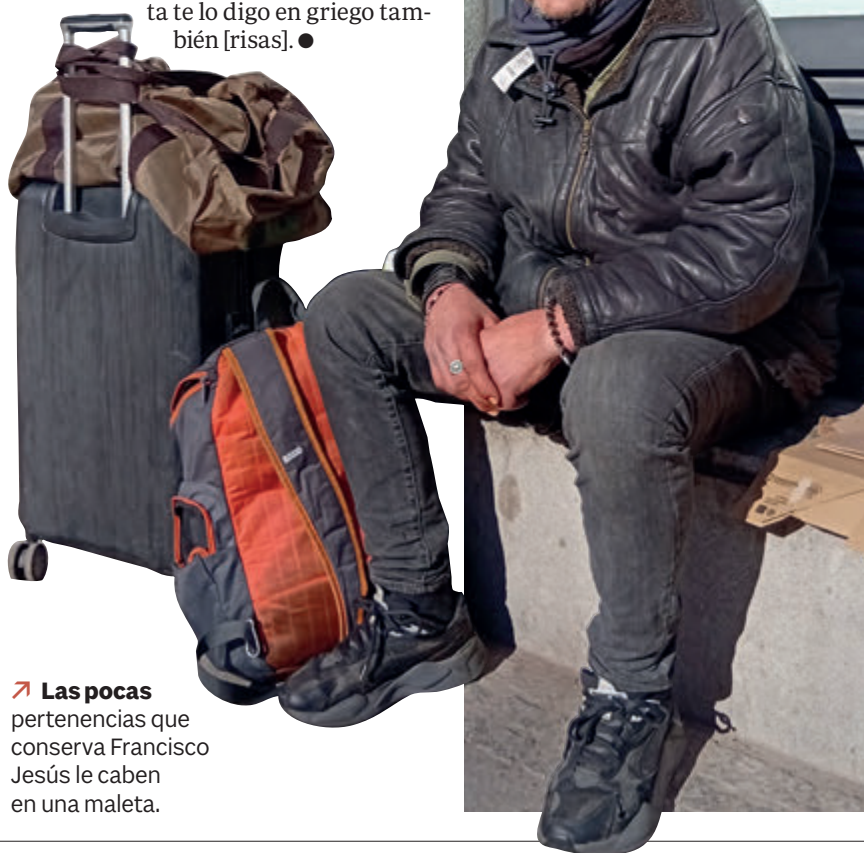 ta te lo digo en griego tam-
bién [risas]. ●
↗ Las pocas
pertenencias que
conserva Francisco
Jesús le caben
en una maleta.